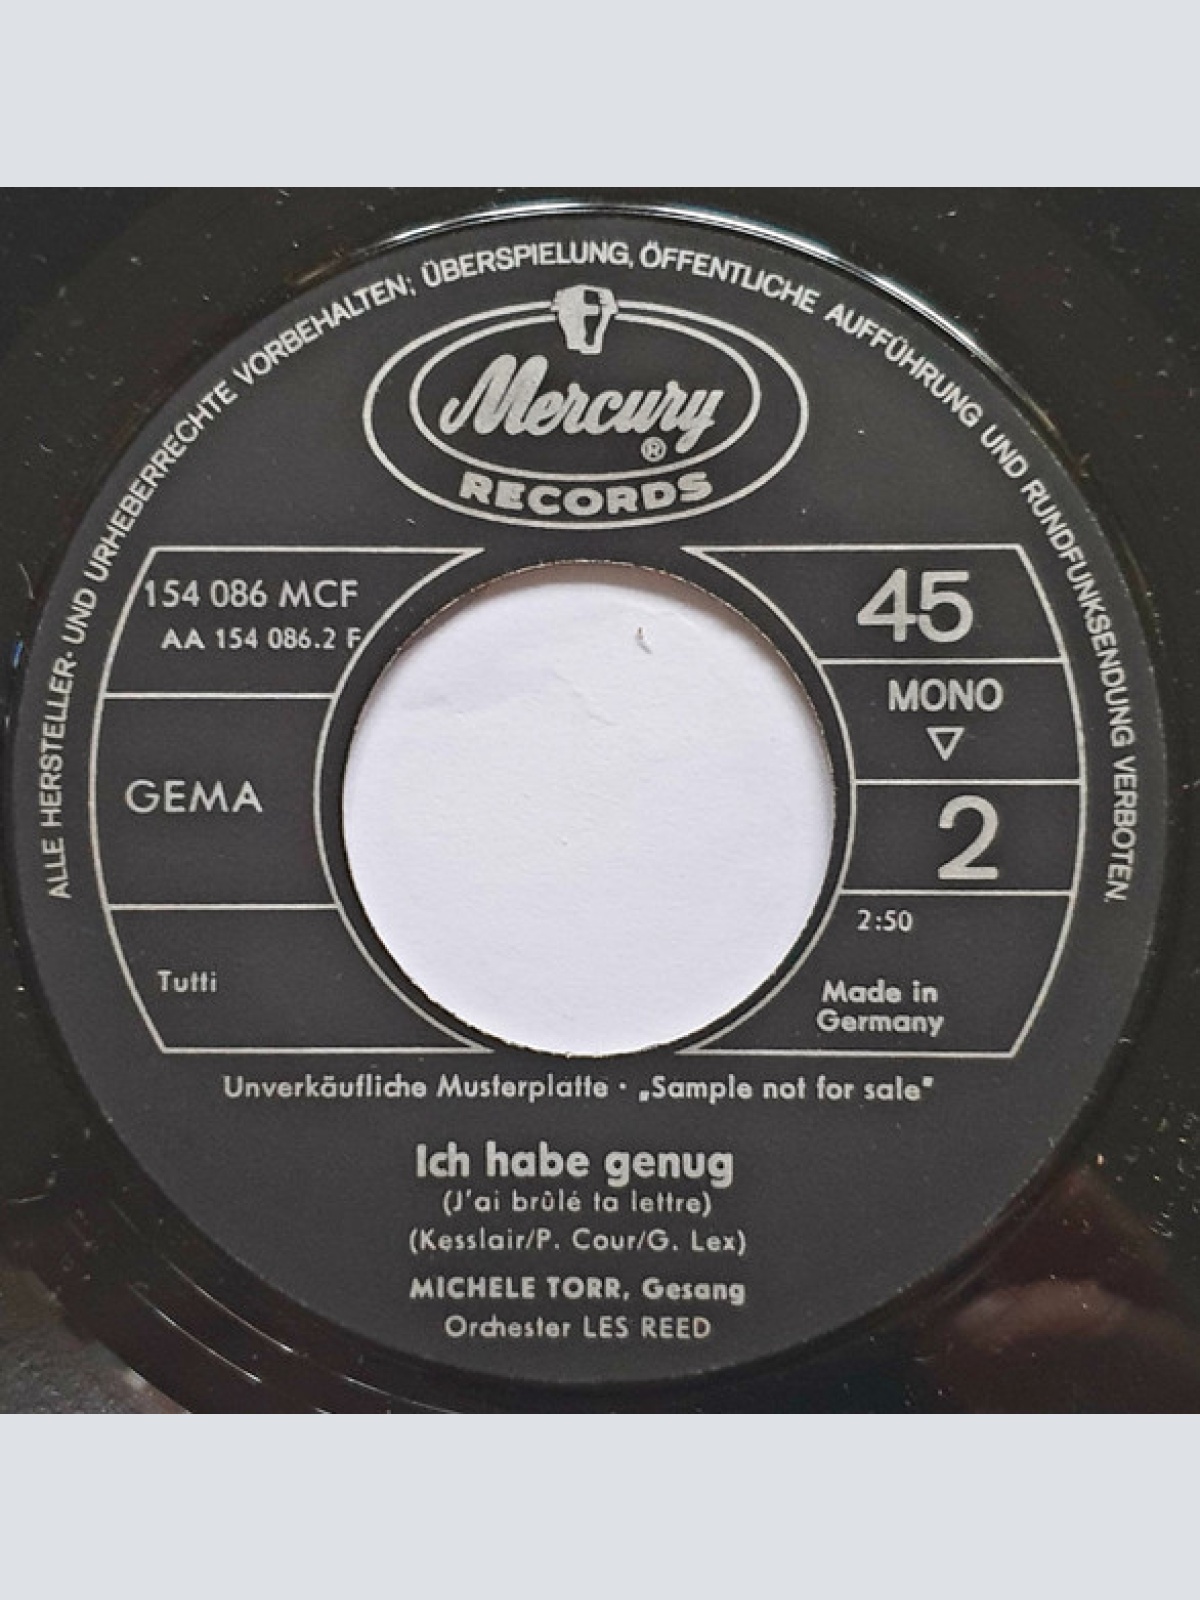 ALLE HERSTELLER- UND URHEBERRECHTE VORBEHALTEN; ÜBERSPIELUNG, ÖFFENTLICHE AUFFÜHRUNG UND RUNDFUNKSENDUNG VERBOTEN.
Mercury
®
RECORDS
154 086 MCF
AA 154 086.2 F
GEMA
Tutti
45
MONO
2
2:50
Made in
Germany
Unverkäufliche Musterplatte · „Sample not for sale"
Ich habe genug
(J'ai brûlé ta lettre)
(Kesslair/P. Cour/G. Lex)
MICHELE TORR, Gesang
Orchester LES REED